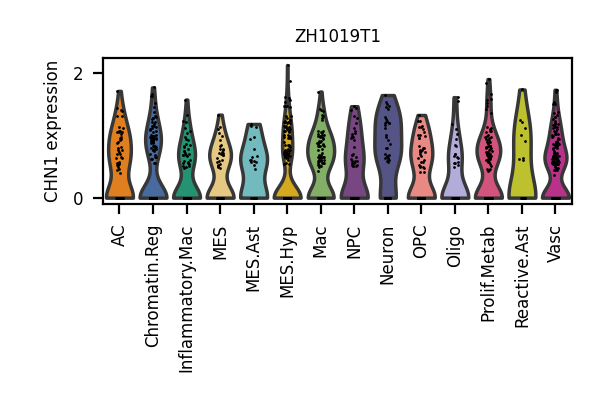 ZH1019T1
CHN1 expression
2
0
AC
Chromatin.Reg
Inflammatory.Mac
MES
MES.Ast
MES.Hyp
Mac
NPC
Neuron
OPC
Oligo
Prolif.Metab
Reactive.Ast
Vasc